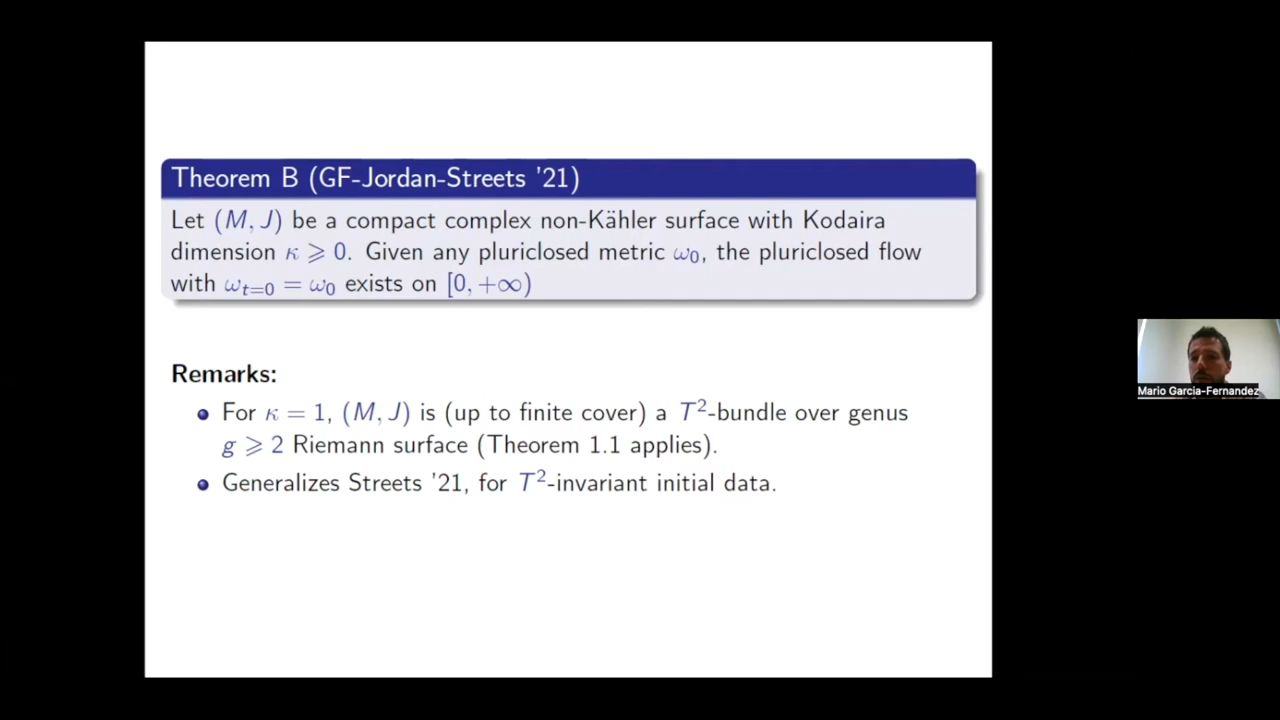 Theorem B (GF-Jordan-Streets '21)
Let (M, J) be a compact complex non-Kähler surface with Kodaira
dimension κ ⩾ 0. Given any pluriclosed metric ω₀, the pluriclosed flow
with ωₜ₌₀ = ω₀ exists on [0, +∞)
Remarks:
For κ = 1, (M, J) is (up to finite cover) a T²-bundle over genus
g ⩾ 2 Riemann surface (Theorem 1.1 applies).
Generalizes Streets '21, for T²-invariant initial data.
Mario Garcia-Fernandez